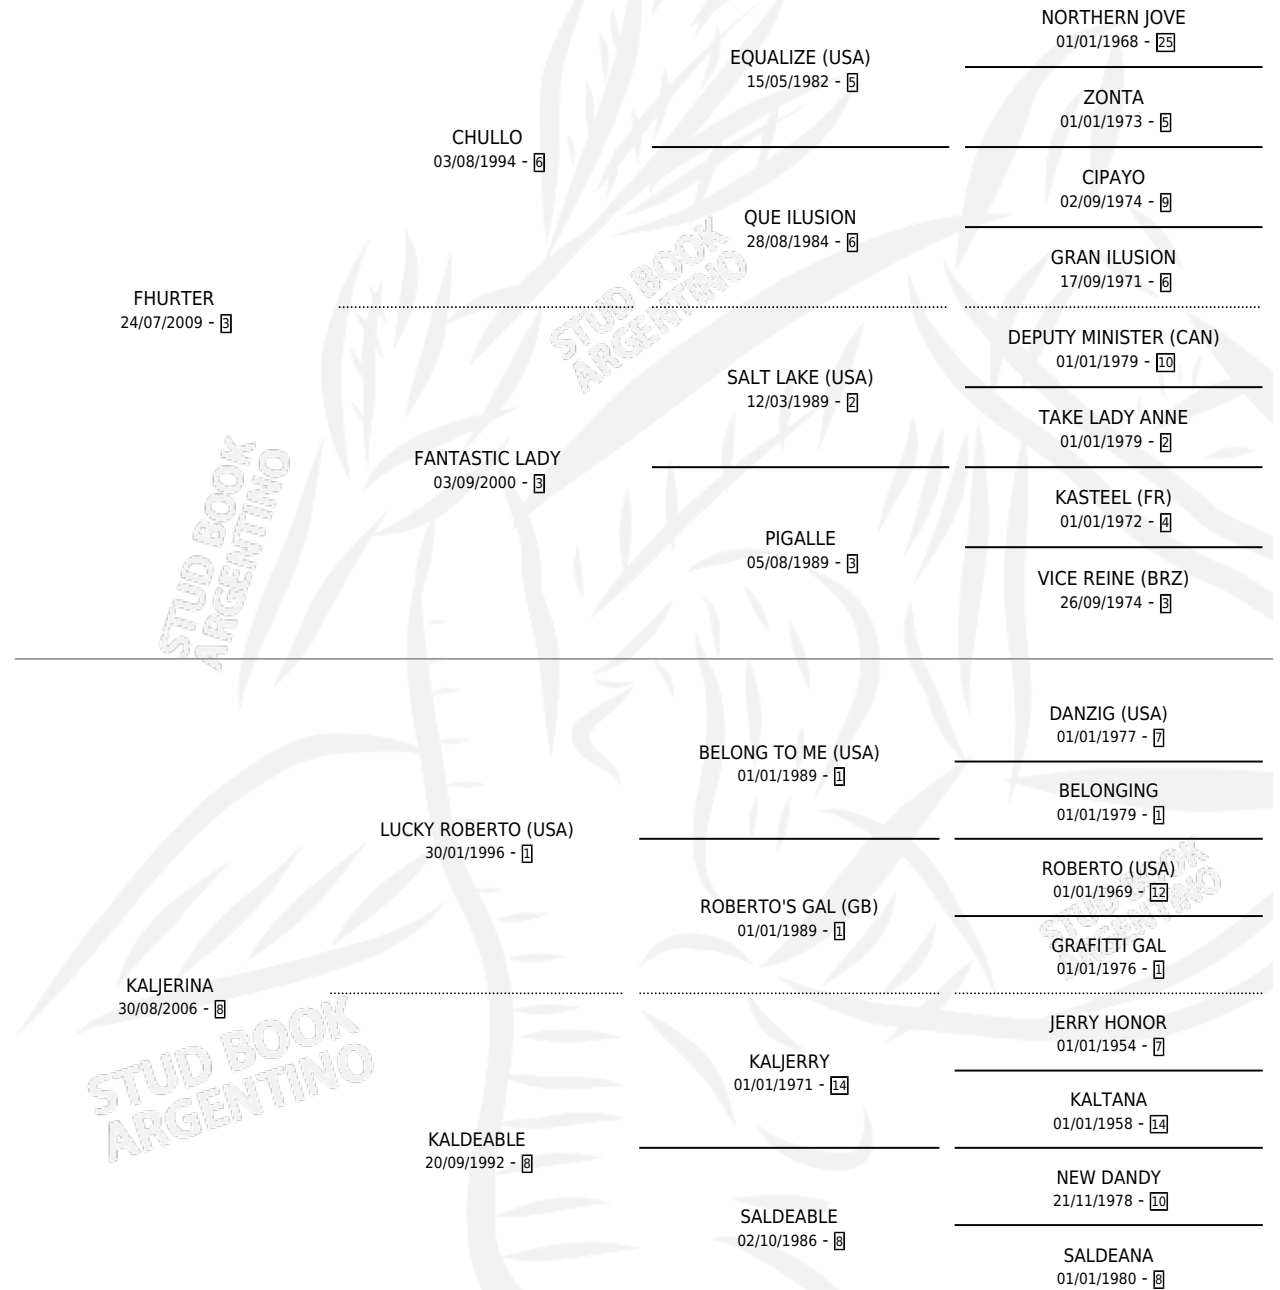 NORTHERN JOVE
01/01/1968 - 25
EQUALIZE (USA)
15/05/1982 - 5
ZONTA
01/01/1973 - 5
CHULLO
03/08/1994 - 6
CIPAYO
02/09/1974 - 9
QUE ILUSION
28/08/1984 - 6
GRAN ILUSION
17/09/1971 - 6
FHURTER
24/07/2009 - 3
STUD BOOK
ARGENTINO
DEPUTY MINISTER (CAN)
01/01/1979 - 10
SALT LAKE (USA)
12/03/1989 - 2
TAKE LADY ANNE
01/01/1979 - 2
FANTASTIC LADY
03/09/2000 - 3
KASTEEL (FR)
01/01/1972 - 4
PIGALLE
05/08/1989 - 3
VICE REINE (BRZ)
26/09/1974 - 3
STUD BOOK
ARGENTINO
DANZIG (USA)
01/01/1977 - 7
BELONG TO ME (USA)
01/01/1989 - 1
BELONGING
01/01/1979 - 1
LUCKY ROBERTO (USA)
30/01/1996 - 1
ROBERTO (USA)
01/01/1969 - 12
ROBERTO'S GAL (GB)
01/01/1989 - 1
GRAFITTI GAL
01/01/1976 - 1
STUD BOOK
ARGENTINO
KALJERINA
30/08/2006 - 8
JERRY HONOR
01/01/1954 - 7
KALJERRY
01/01/1971 - 14
KALTANA
01/01/1958 - 14
STUD BOOK
ARGENTINO
KALDEABLE
20/09/1992 - 8
NEW DANDY
21/11/1978 - 10
SALDEABLE
02/10/1986 - 8
SALDEANA
01/01/1980 - 8